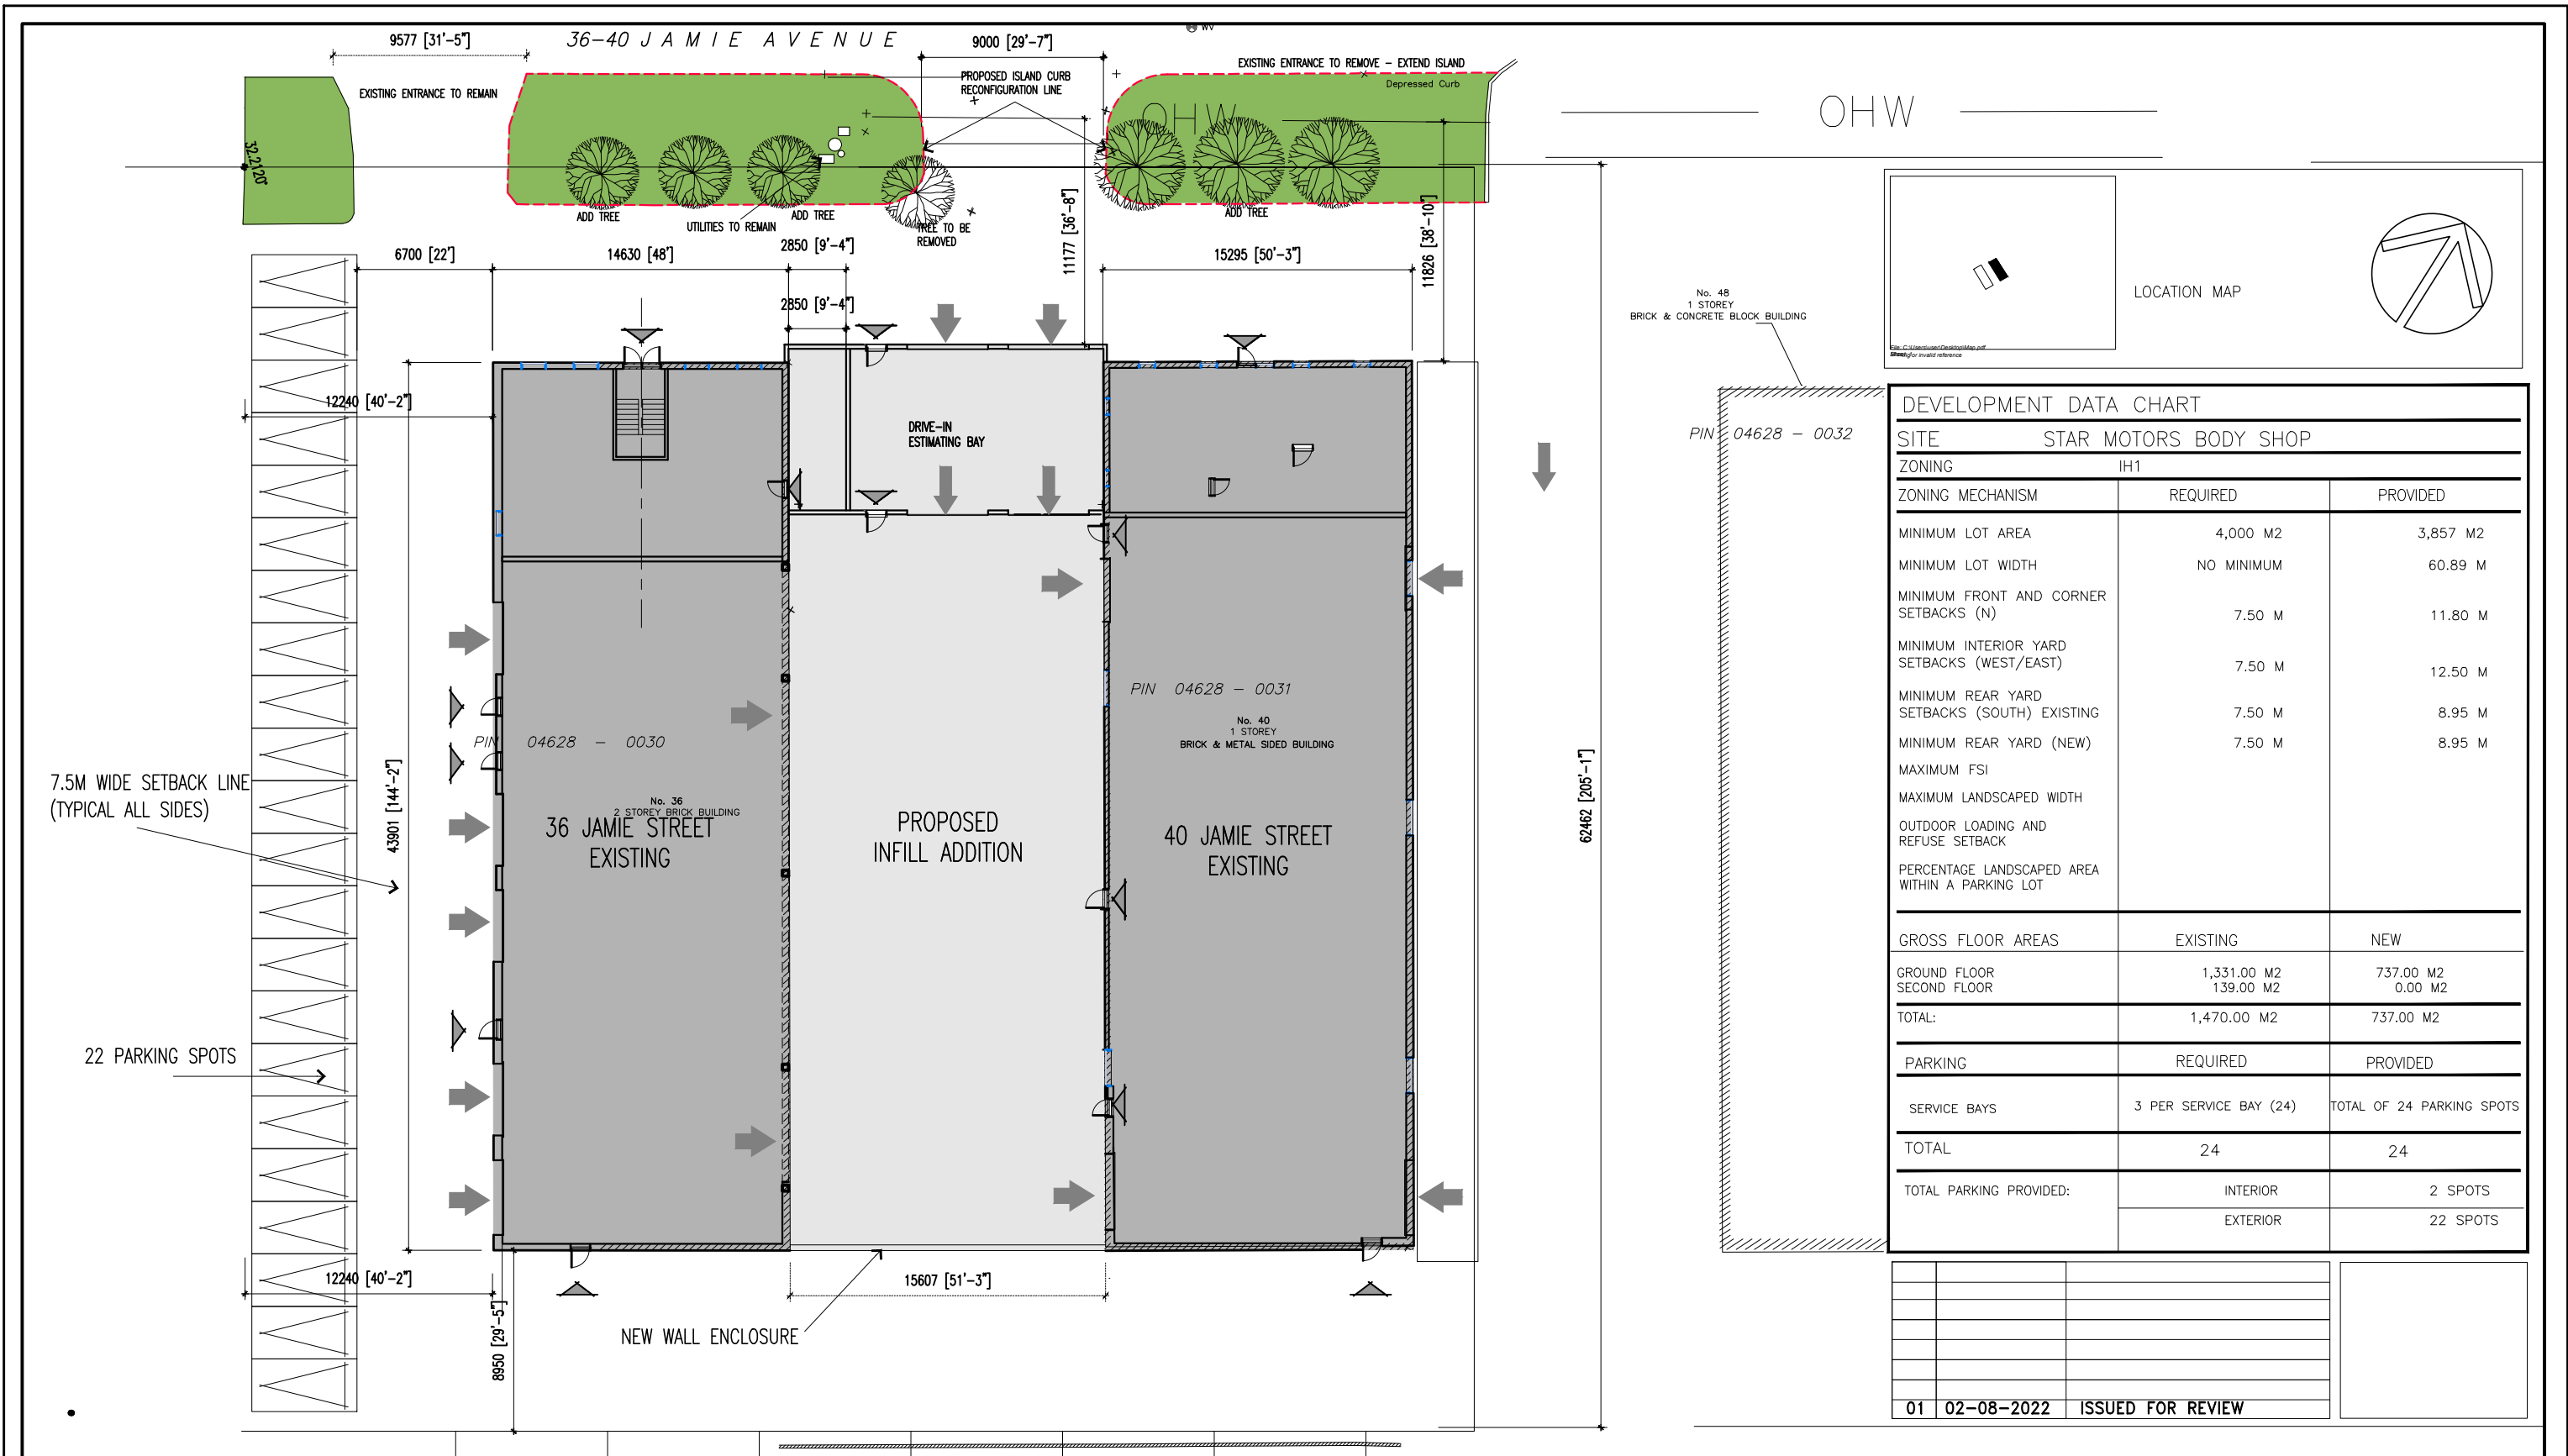 WV
9577 [31'-5"]
36-40 JAMIE AVENUE
9000 [29'-7"]
EXISTING ENTRANCE TO REMOVE - EXTEND ISLAND
Depressed Curb
PROPOSED ISLAND CURB
RECONFIGURATION LINE
EXISTING ENTRANCE TO REMAIN
OHW
OHW
32.2120'
ADD TREE
UTILITIES TO REMAIN
ADD TREE
TREE TO BE
REMOVED
ADD TREE
11177 [36'-8"]
11826 [38'-10"]
6700 [22']
14630 [48']
2850 [9'-4"]
15295 [50'-3"]
2850 [9'-4"]
No. 48
1 STOREY
BRICK & CONCRETE BLOCK BUILDING
LOCATION MAP
File: C:\Users\user\Desktop\Map.pdf
for invalid reference
12240 [40'-2"]
DRIVE-IN
ESTIMATING BAY
PIN 04628 - 0032
PIN 04628 - 0031
No. 40
1 STOREY
BRICK & METAL SIDED BUILDING
PIN 04628 - 0030
7.5M WIDE SETBACK LINE
(TYPICAL ALL SIDES)
43901 [144'-2"]
No. 36
2 STOREY BRICK BUILDING
36 JAMIE STREET
EXISTING
PROPOSED
INFILL ADDITION
40 JAMIE STREET
EXISTING
62462 [205'-1"]
22 PARKING SPOTS
12240 [40'-2"]
15607 [51'-3"]
8950 [29'-5"]
NEW WALL ENCLOSURE
DEVELOPMENT DATA CHART
SITE STAR MOTORS BODY SHOP
ZONING IH1
ZONING MECHANISM REQUIRED PROVIDED
MINIMUM LOT AREA 4,000 M2 3,857 M2
MINIMUM LOT WIDTH NO MINIMUM 60.89 M
MINIMUM FRONT AND CORNER
SETBACKS (N) 7.50 M 11.80 M
MINIMUM INTERIOR YARD
SETBACKS (WEST/EAST) 7.50 M 12.50 M
MINIMUM REAR YARD
SETBACKS (SOUTH) EXISTING 7.50 M 8.95 M
MINIMUM REAR YARD (NEW) 7.50 M 8.95 M
MAXIMUM FSI
MAXIMUM LANDSCAPED WIDTH
OUTDOOR LOADING AND
REFUSE SETBACK
PERCENTAGE LANDSCAPED AREA
WITHIN A PARKING LOT
GROSS FLOOR AREAS EXISTING NEW
GROUND FLOOR 1,331.00 M2 737.00 M2
SECOND FLOOR 139.00 M2 0.00 M2
TOTAL: 1,470.00 M2 737.00 M2
PARKING REQUIRED PROVIDED
SERVICE BAYS 3 PER SERVICE BAY (24) TOTAL OF 24 PARKING SPOTS
TOTAL 24 24
TOTAL PARKING PROVIDED: INTERIOR 2 SPOTS
EXTERIOR 22 SPOTS
01 02-08-2022 ISSUED FOR REVIEW